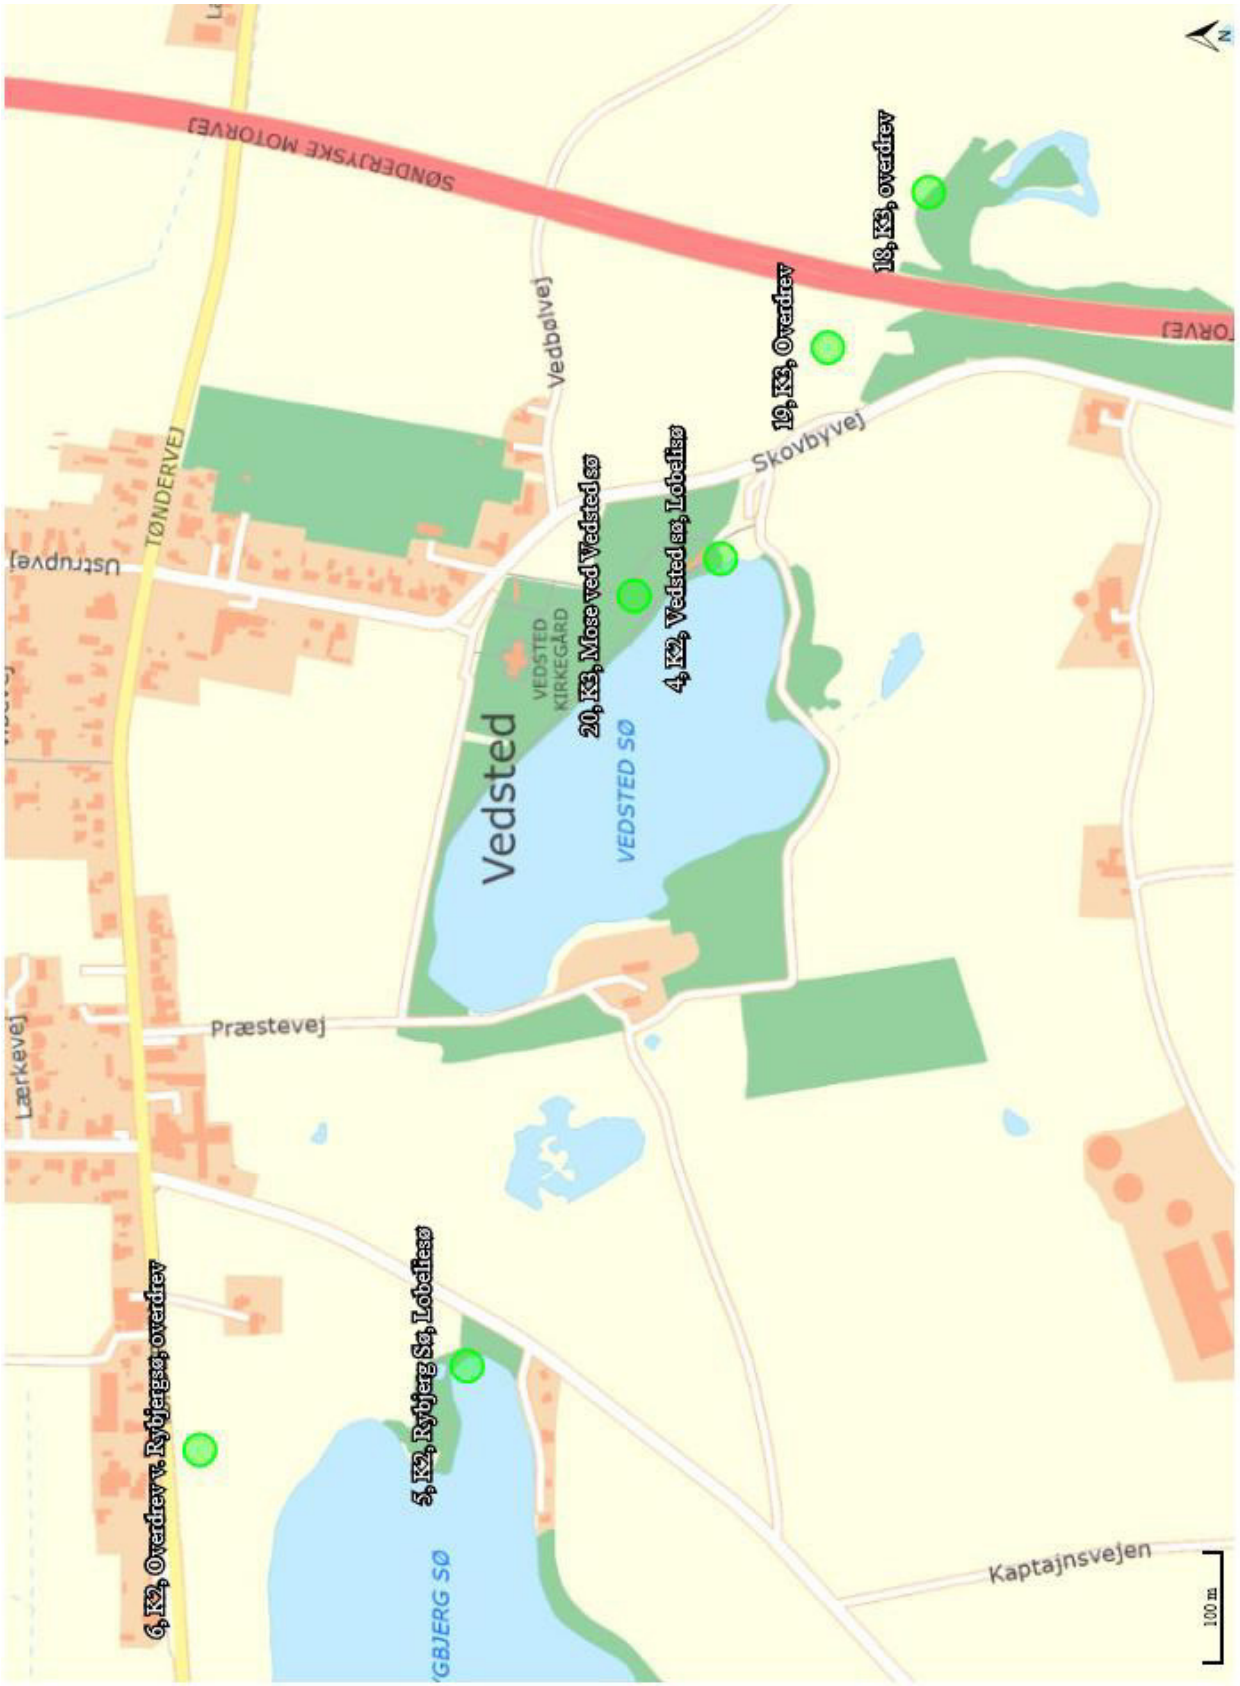 6, K2, Overdrev v. Rybjergsø, overdrev
5, K2, Rybjerg Sø, Lobeliesø
20, K3, Mose ved Vedsted sø
4, K2, Vedsted sø, Lobelisø
19, K3, Overdrev
18, K3, overdrev
Lærkevej
Ustrupvej
TØNDERVEJ
SØNDERJYSKE MOTORVEJ
Præstevej
Vedsted
VEDSTED
KIRKEGÅRD
VEDSTED SØ
Vedbølvej
Skovbyvej
TORVEJ
YGBJERG SØ
Kaptajnsvejen
100 m
N